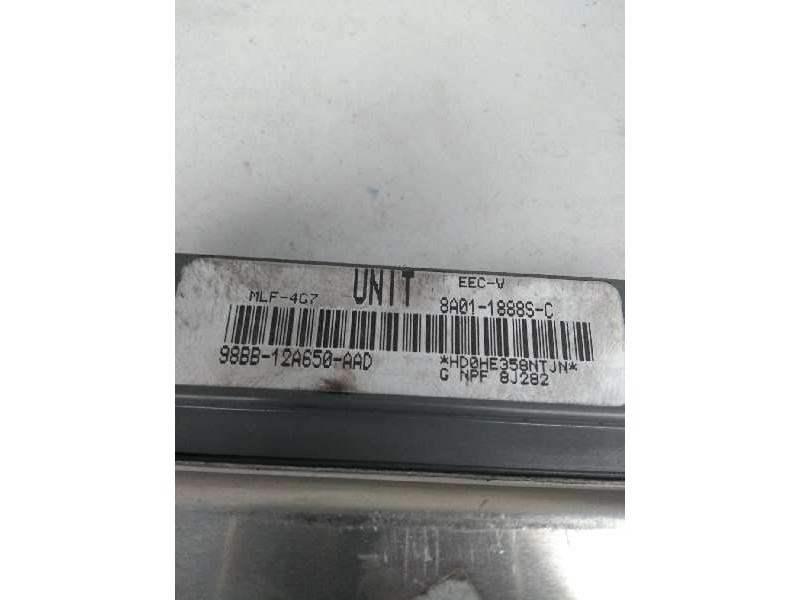 UNIT EEC-V
MLF-4G7 8A01-1888S-C
98BB-12A650-AAD *HD0HE358NTJN*
G NPF 8J282